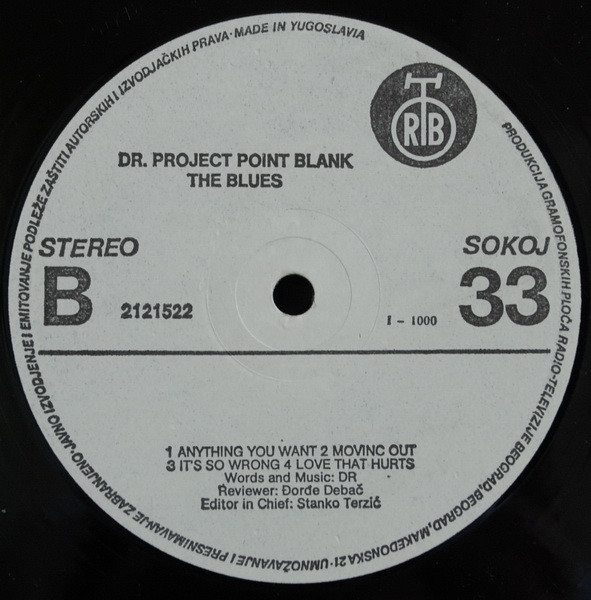 PRODUKCIJA GRAMOFONSKIH PLOČA RADIO-TELEVIZIJE BEOGRAD, BEOGRAD, MAKEDONSKA 21 · UMNOŽAVANJE I PRESNIMAVANJE ZABRANJENO · JAVNO IZVODJENJE I EMITOVANJE PODLEŽE ZAŠTITI AUTORSKIH I IZVODJAČKIH PRAVA · MADE IN YUGOSLAVIA
RTB
DR. PROJECT POINT BLANK
THE BLUES
STEREO
SOKOJ
B
2121522
I - 1000
33
1 ANYTHING YOU WANT 2 MOVINC OUT
3 IT'S SO WRONG 4 LOVE THAT HURTS
Words and Music: DR
Reviewer: Đorđe Debač
Editor in Chief: Stanko Terzić